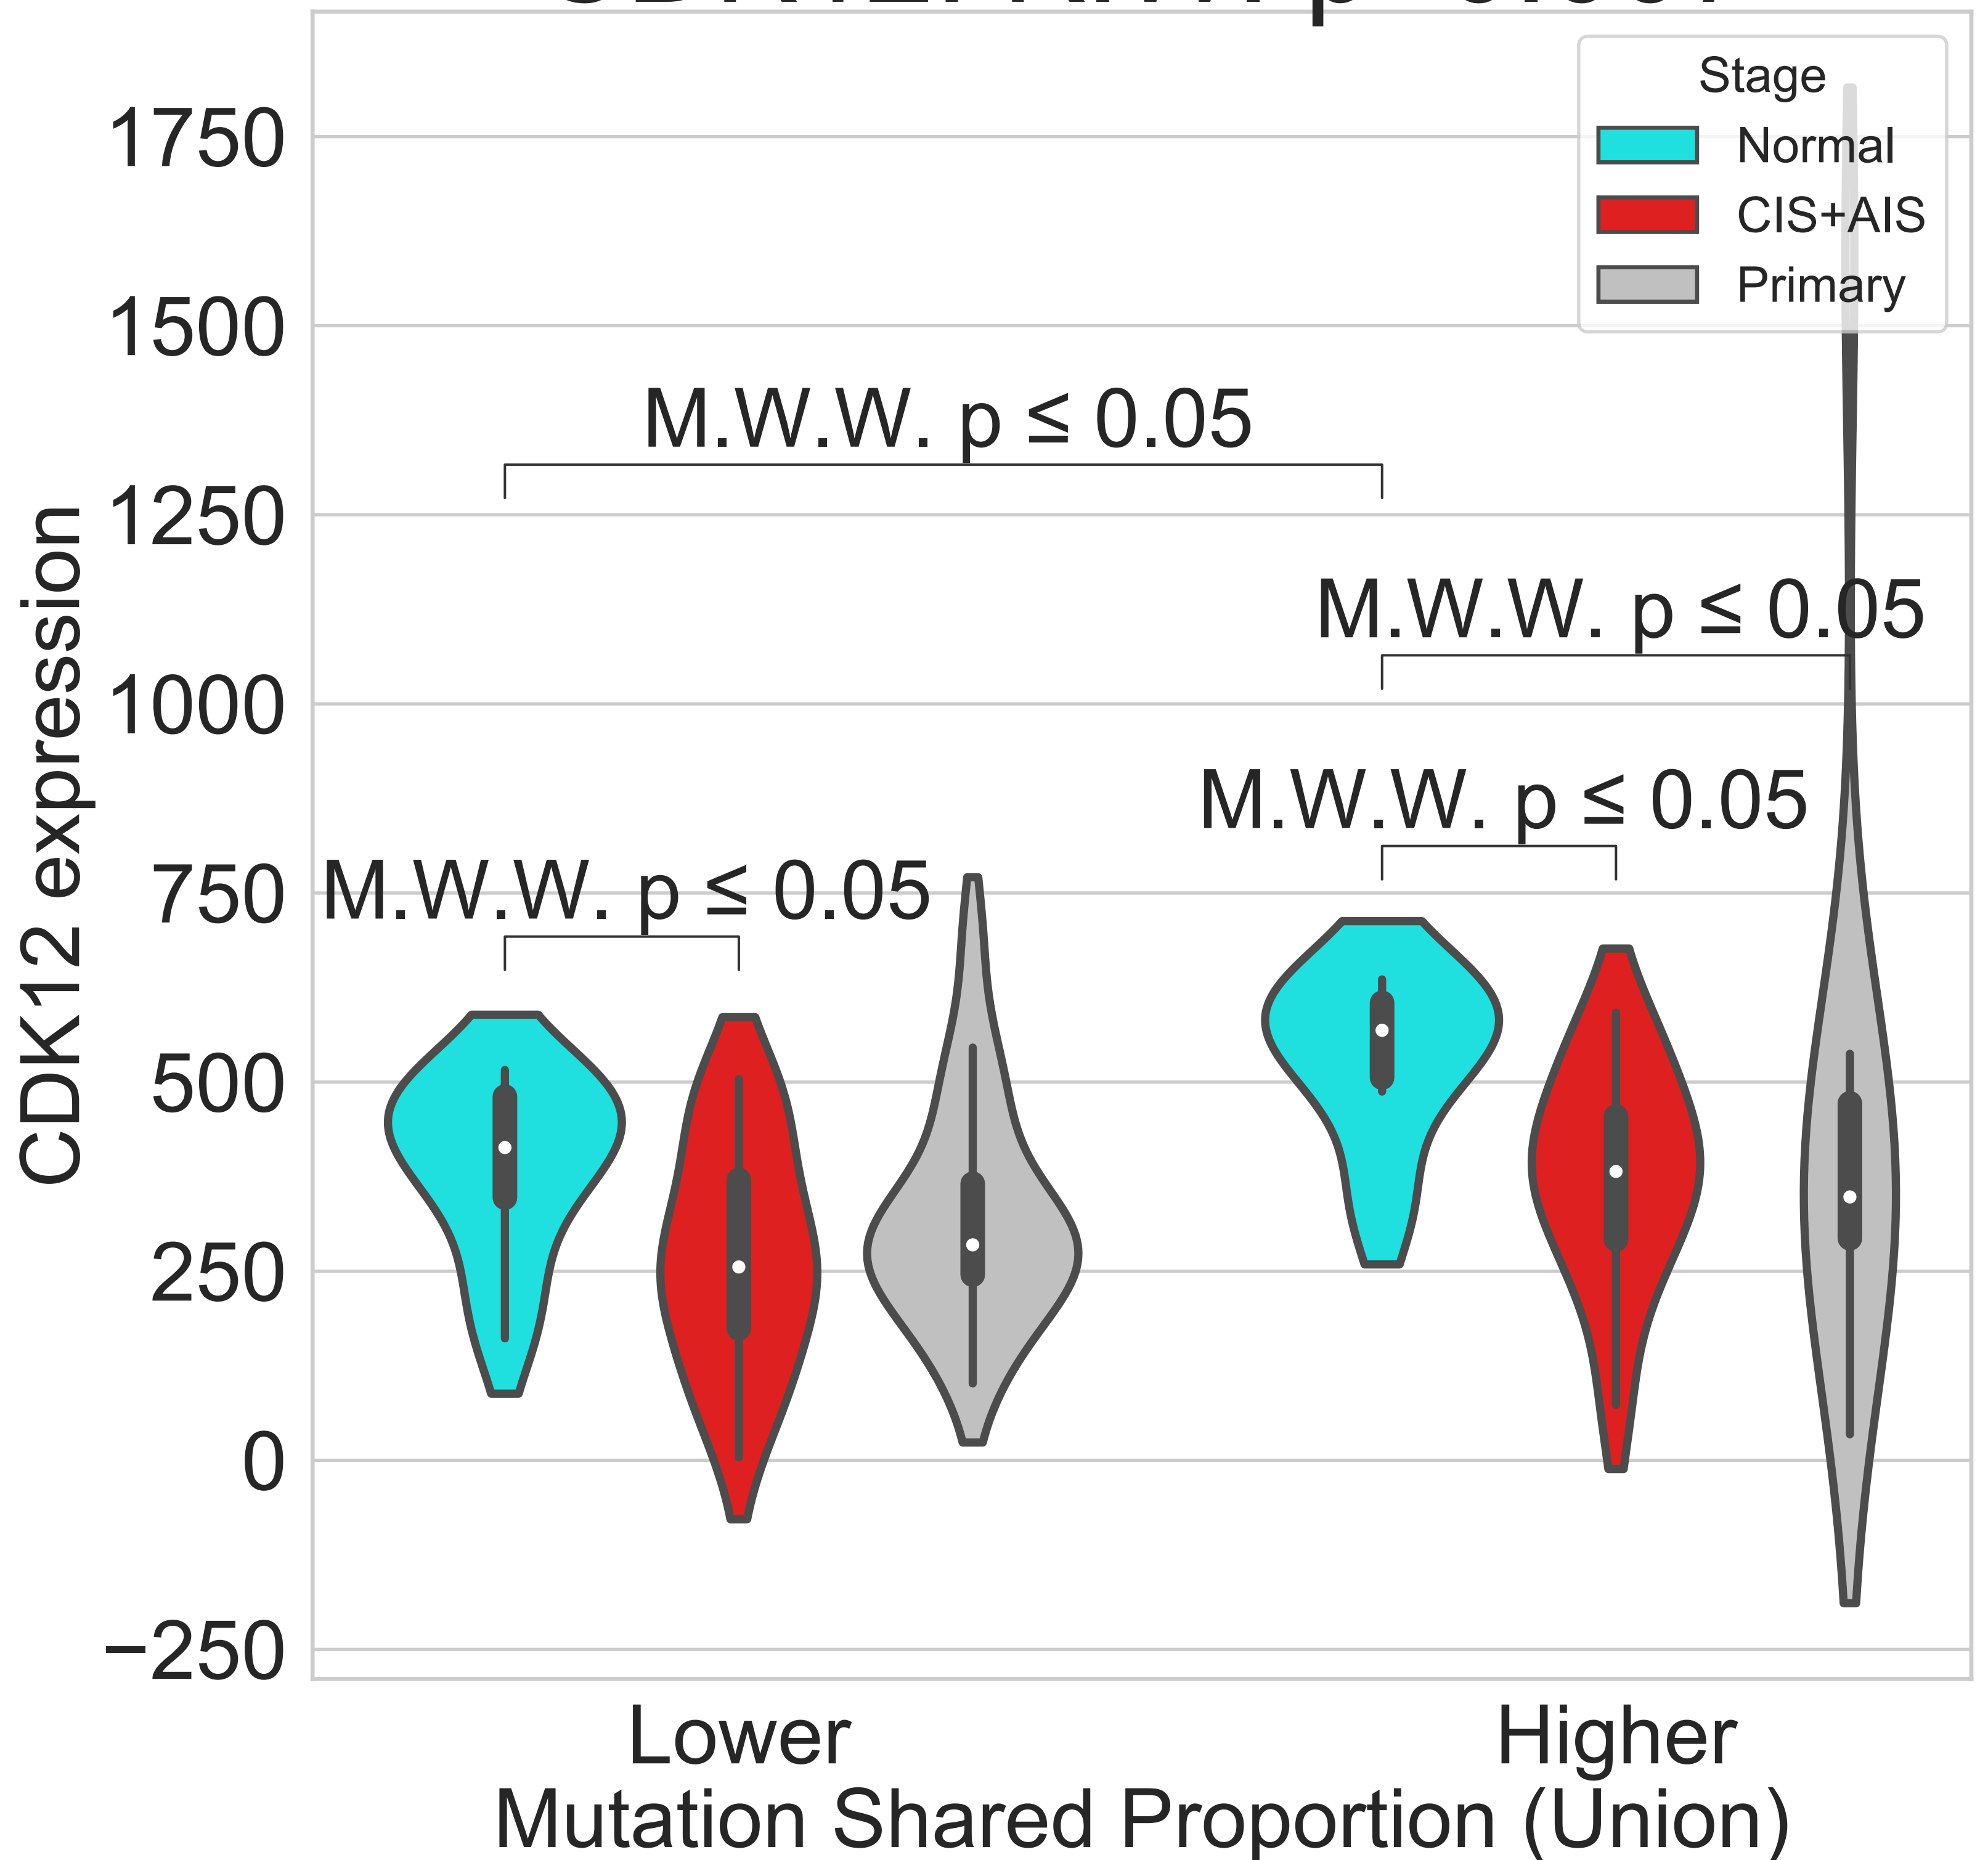 Stage
Normal
CIS+AIS
Primary
1750
1500
1250
1000
750
500
250
0
−250
CDK12 expression
M.W.W. p ≤ 0.05
M.W.W. p ≤ 0.05
M.W.W. p ≤ 0.05
M.W.W. p ≤ 0.05
Lower
Higher
Mutation Shared Proportion (Union)